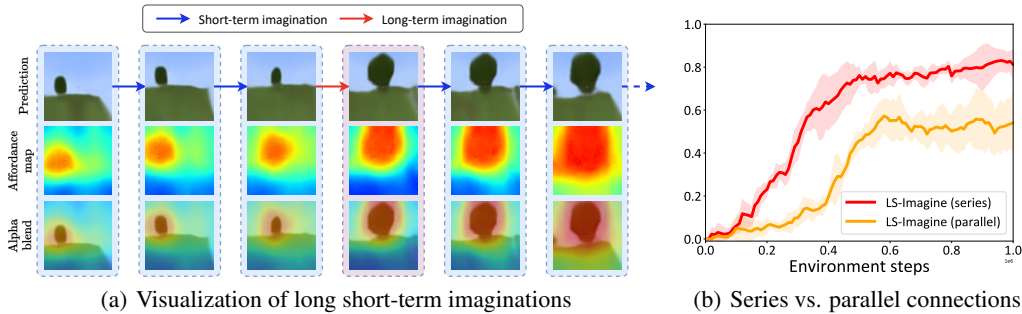 Short-term imagination
Long-term imagination
Prediction
Affordance
map
Alpha
blend
(a) Visualization of long short-term imaginations
1.0
0.8
0.6
0.4
0.2
0.0
0.0 0.2 0.4 0.6 0.8 1.0
1e6
Environment steps
LS-Imagine (series)
LS-Imagine (parallel)
(b) Series vs. parallel connections